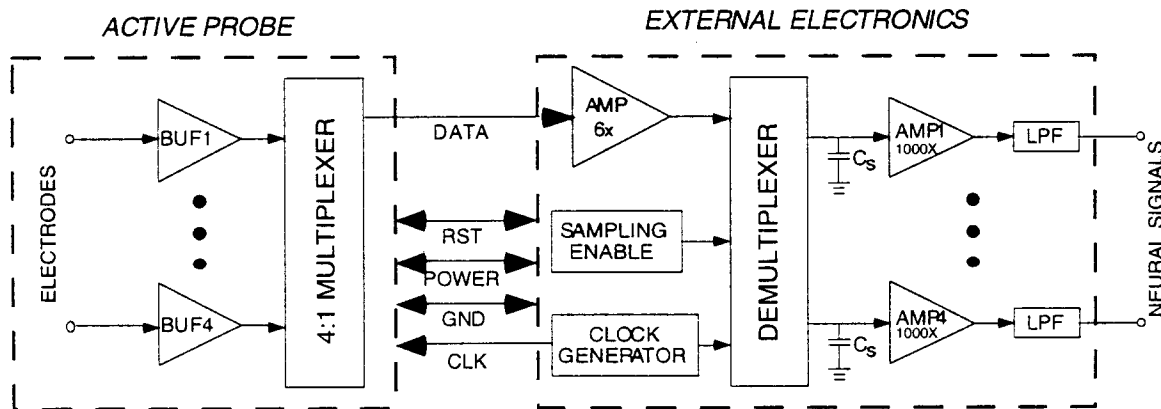 ACTIVE PROBE
EXTERNAL ELECTRONICS
ELECTRODES
BUF1
BUF4
4:1 MULTIPLEXER
DATA
RST
POWER
GND
CLK
AMP
6x
SAMPLING
ENABLE
CLOCK
GENERATOR
DEMULTIPLEXER
Cs
AMP1
1000X
LPF
Cs
AMP4
1000X
LPF
NEURAL SIGNALS